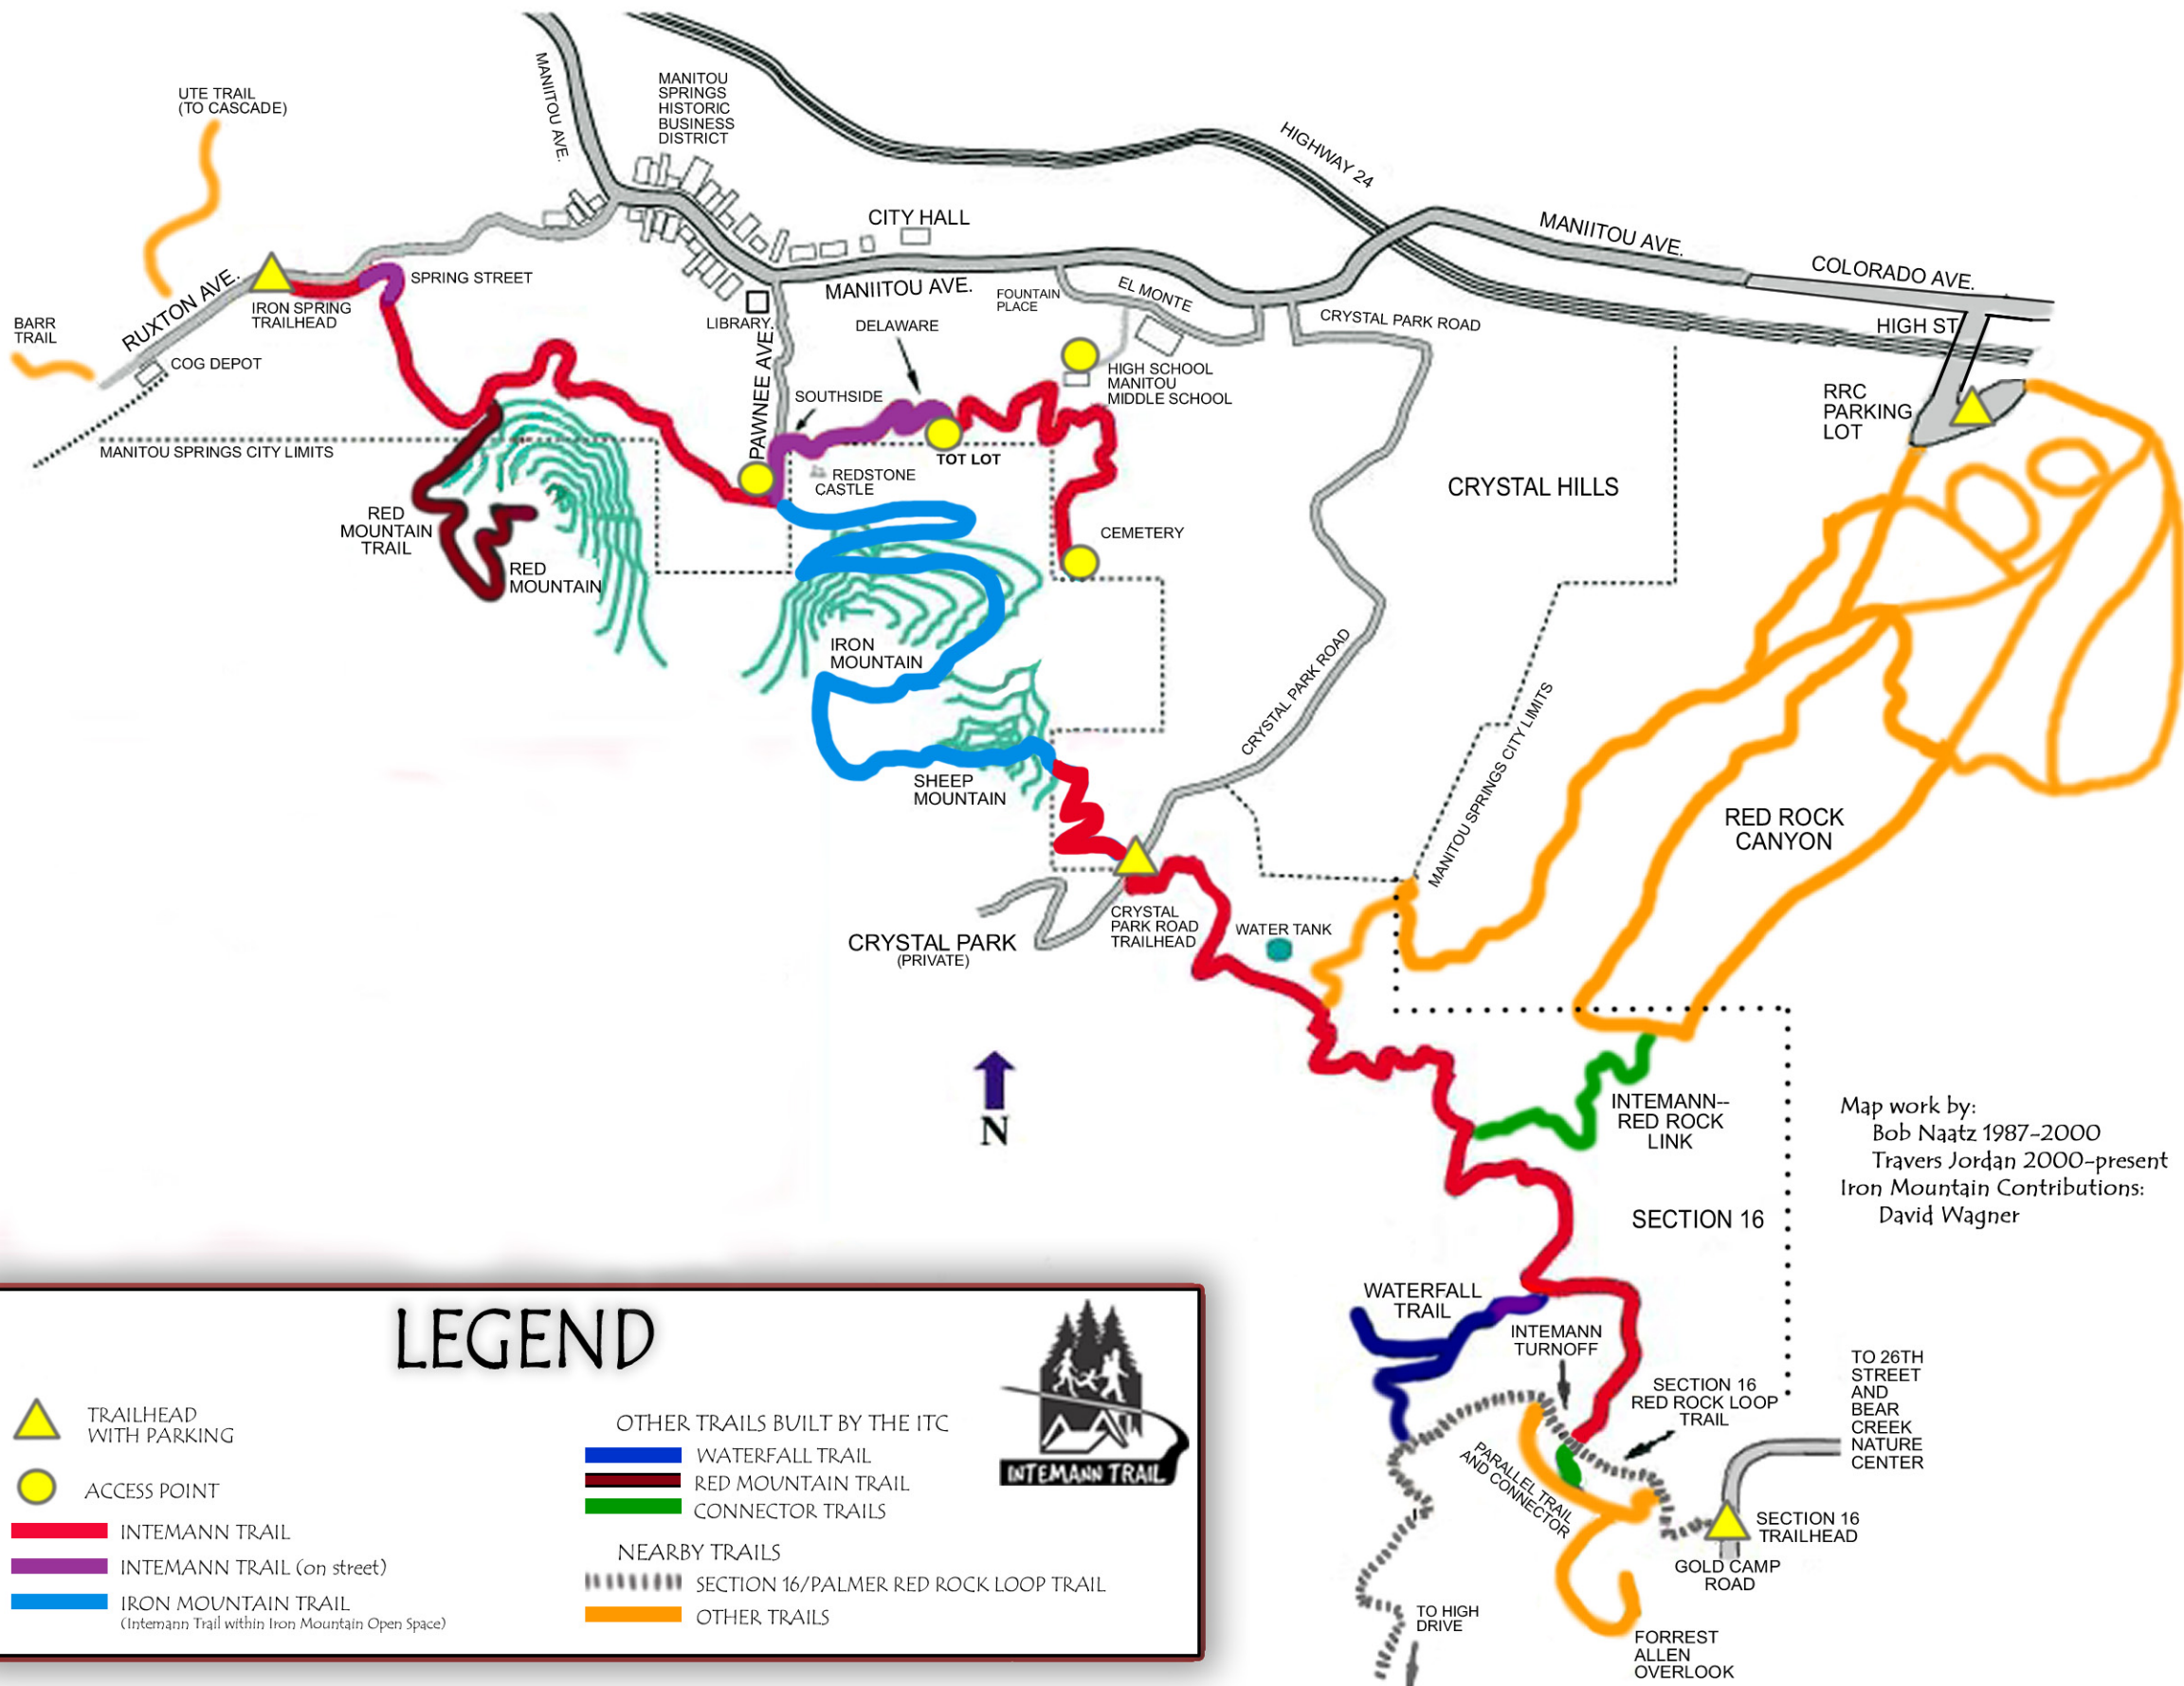 UTE TRAIL
(TO CASCADE)
MANIITOU AVE.
MANITOU
SPRINGS
HISTORIC
BUSINESS
DISTRICT
HIGHWAY 24
CITY HALL
MANIITOU AVE.
COLORADO AVE.
HIGH ST
SPRING STREET
IRON SPRING
TRAILHEAD
RUXTON AVE.
BARR
TRAIL
COG DEPOT
LIBRARY
MANIITOU AVE.
FOUNTAIN
PLACE
EL MONTE
CRYSTAL PARK ROAD
DELAWARE
PAWNEE AVE.
SOUTHSIDE
HIGH SCHOOL
MANITOU
MIDDLE SCHOOL
RRC
PARKING
LOT
MANITOU SPRINGS CITY LIMITS
TOT LOT
REDSTONE
CASTLE
CRYSTAL HILLS
RED
MOUNTAIN
TRAIL
RED
MOUNTAIN
CEMETERY
IRON
MOUNTAIN
CRYSTAL PARK ROAD
MANITOU SPRINGS CITY LIMITS
SHEEP
MOUNTAIN
RED ROCK
CANYON
CRYSTAL
PARK ROAD
TRAILHEAD
WATER TANK
CRYSTAL PARK
(PRIVATE)
N
INTEMANN--
RED ROCK
LINK
Map work by:
Bob Naatz 1987-2000
Travers Jordan 2000-present
Iron Mountain Contributions:
David Wagner
SECTION 16
WATERFALL
TRAIL
INTEMANN
TURNOFF
SECTION 16
RED ROCK LOOP
TRAIL
TO 26TH
STREET
AND
BEAR
CREEK
NATURE
CENTER
PARALLEL TRAIL
AND CONNECTOR
SECTION 16
TRAILHEAD
GOLD CAMP
ROAD
TO HIGH
DRIVE
FORREST
ALLEN
OVERLOOK
LEGEND
TRAILHEAD
WITH PARKING
ACCESS POINT
INTEMANN TRAIL
INTEMANN TRAIL (on street)
IRON MOUNTAIN TRAIL
(Intemann Trail within Iron Mountain Open Space)
OTHER TRAILS BUILT BY THE ITC
WATERFALL TRAIL
RED MOUNTAIN TRAIL
CONNECTOR TRAILS
NEARBY TRAILS
SECTION 16/PALMER RED ROCK LOOP TRAIL
OTHER TRAILS
INTEMANN TRAIL